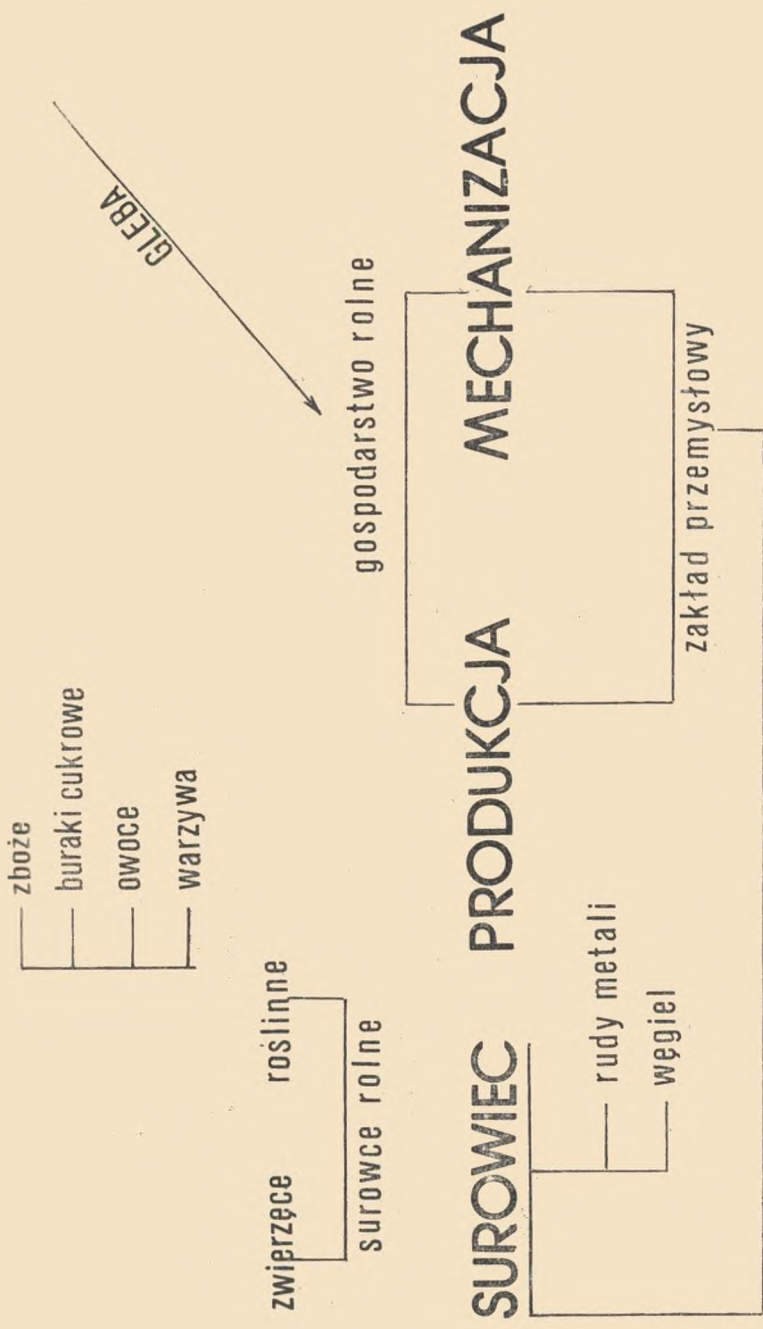 zboże
buraki cukrowe
owoce
warzywa
GLEBA
zwierzęce roślinne
surowce rolne
gospodarstwo rolne
SUROWIEC PRODUKCJA MECHANIZACJA
rudy metali
węgiel
zakład przemysłowy